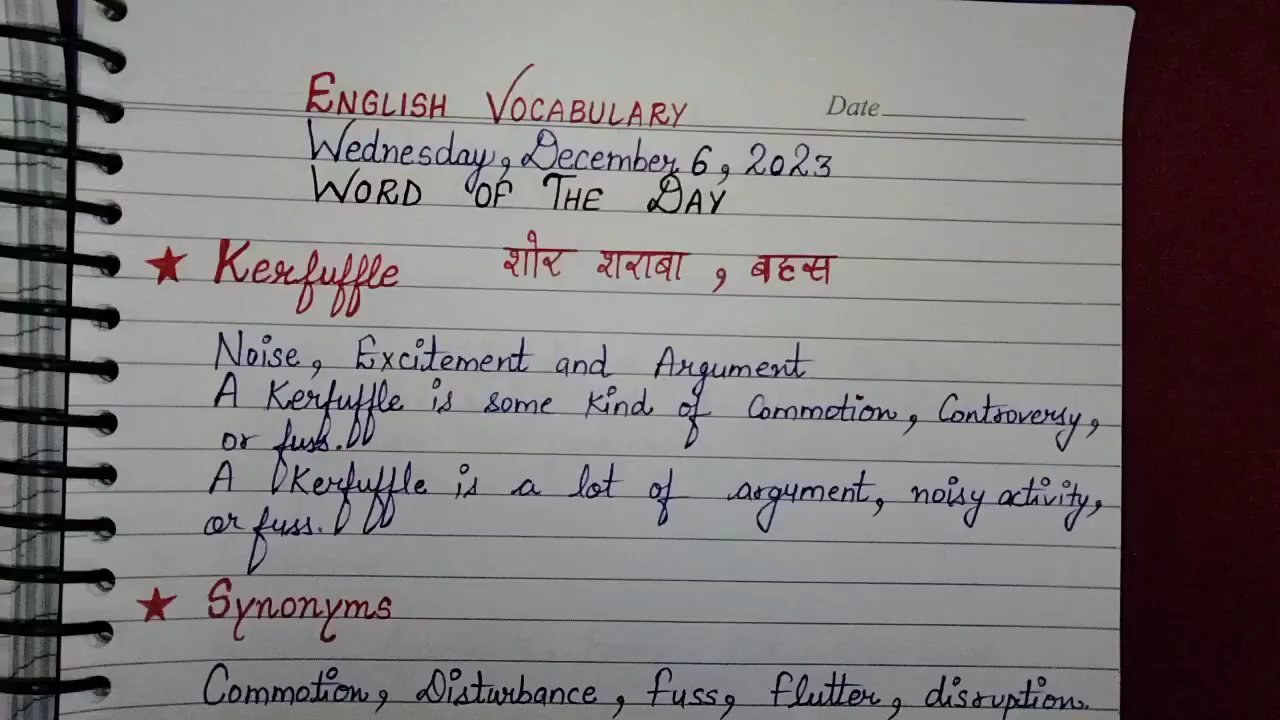 ENGLISH VOCABULARY Date
Wednesday, December 6, 2023
WORD OF THE DAY
★ Kerfuffle शोर शराबा , बहस
Noise, Excitement and Argument
A Kerfuffle is some kind of Commotion, Controversy,
or fuss.
A Kerfuffle is a lot of argument, noisy activity,
or fuss.
★ Synonyms
Commotion, Disturbance, fuss, flutter, disruption.